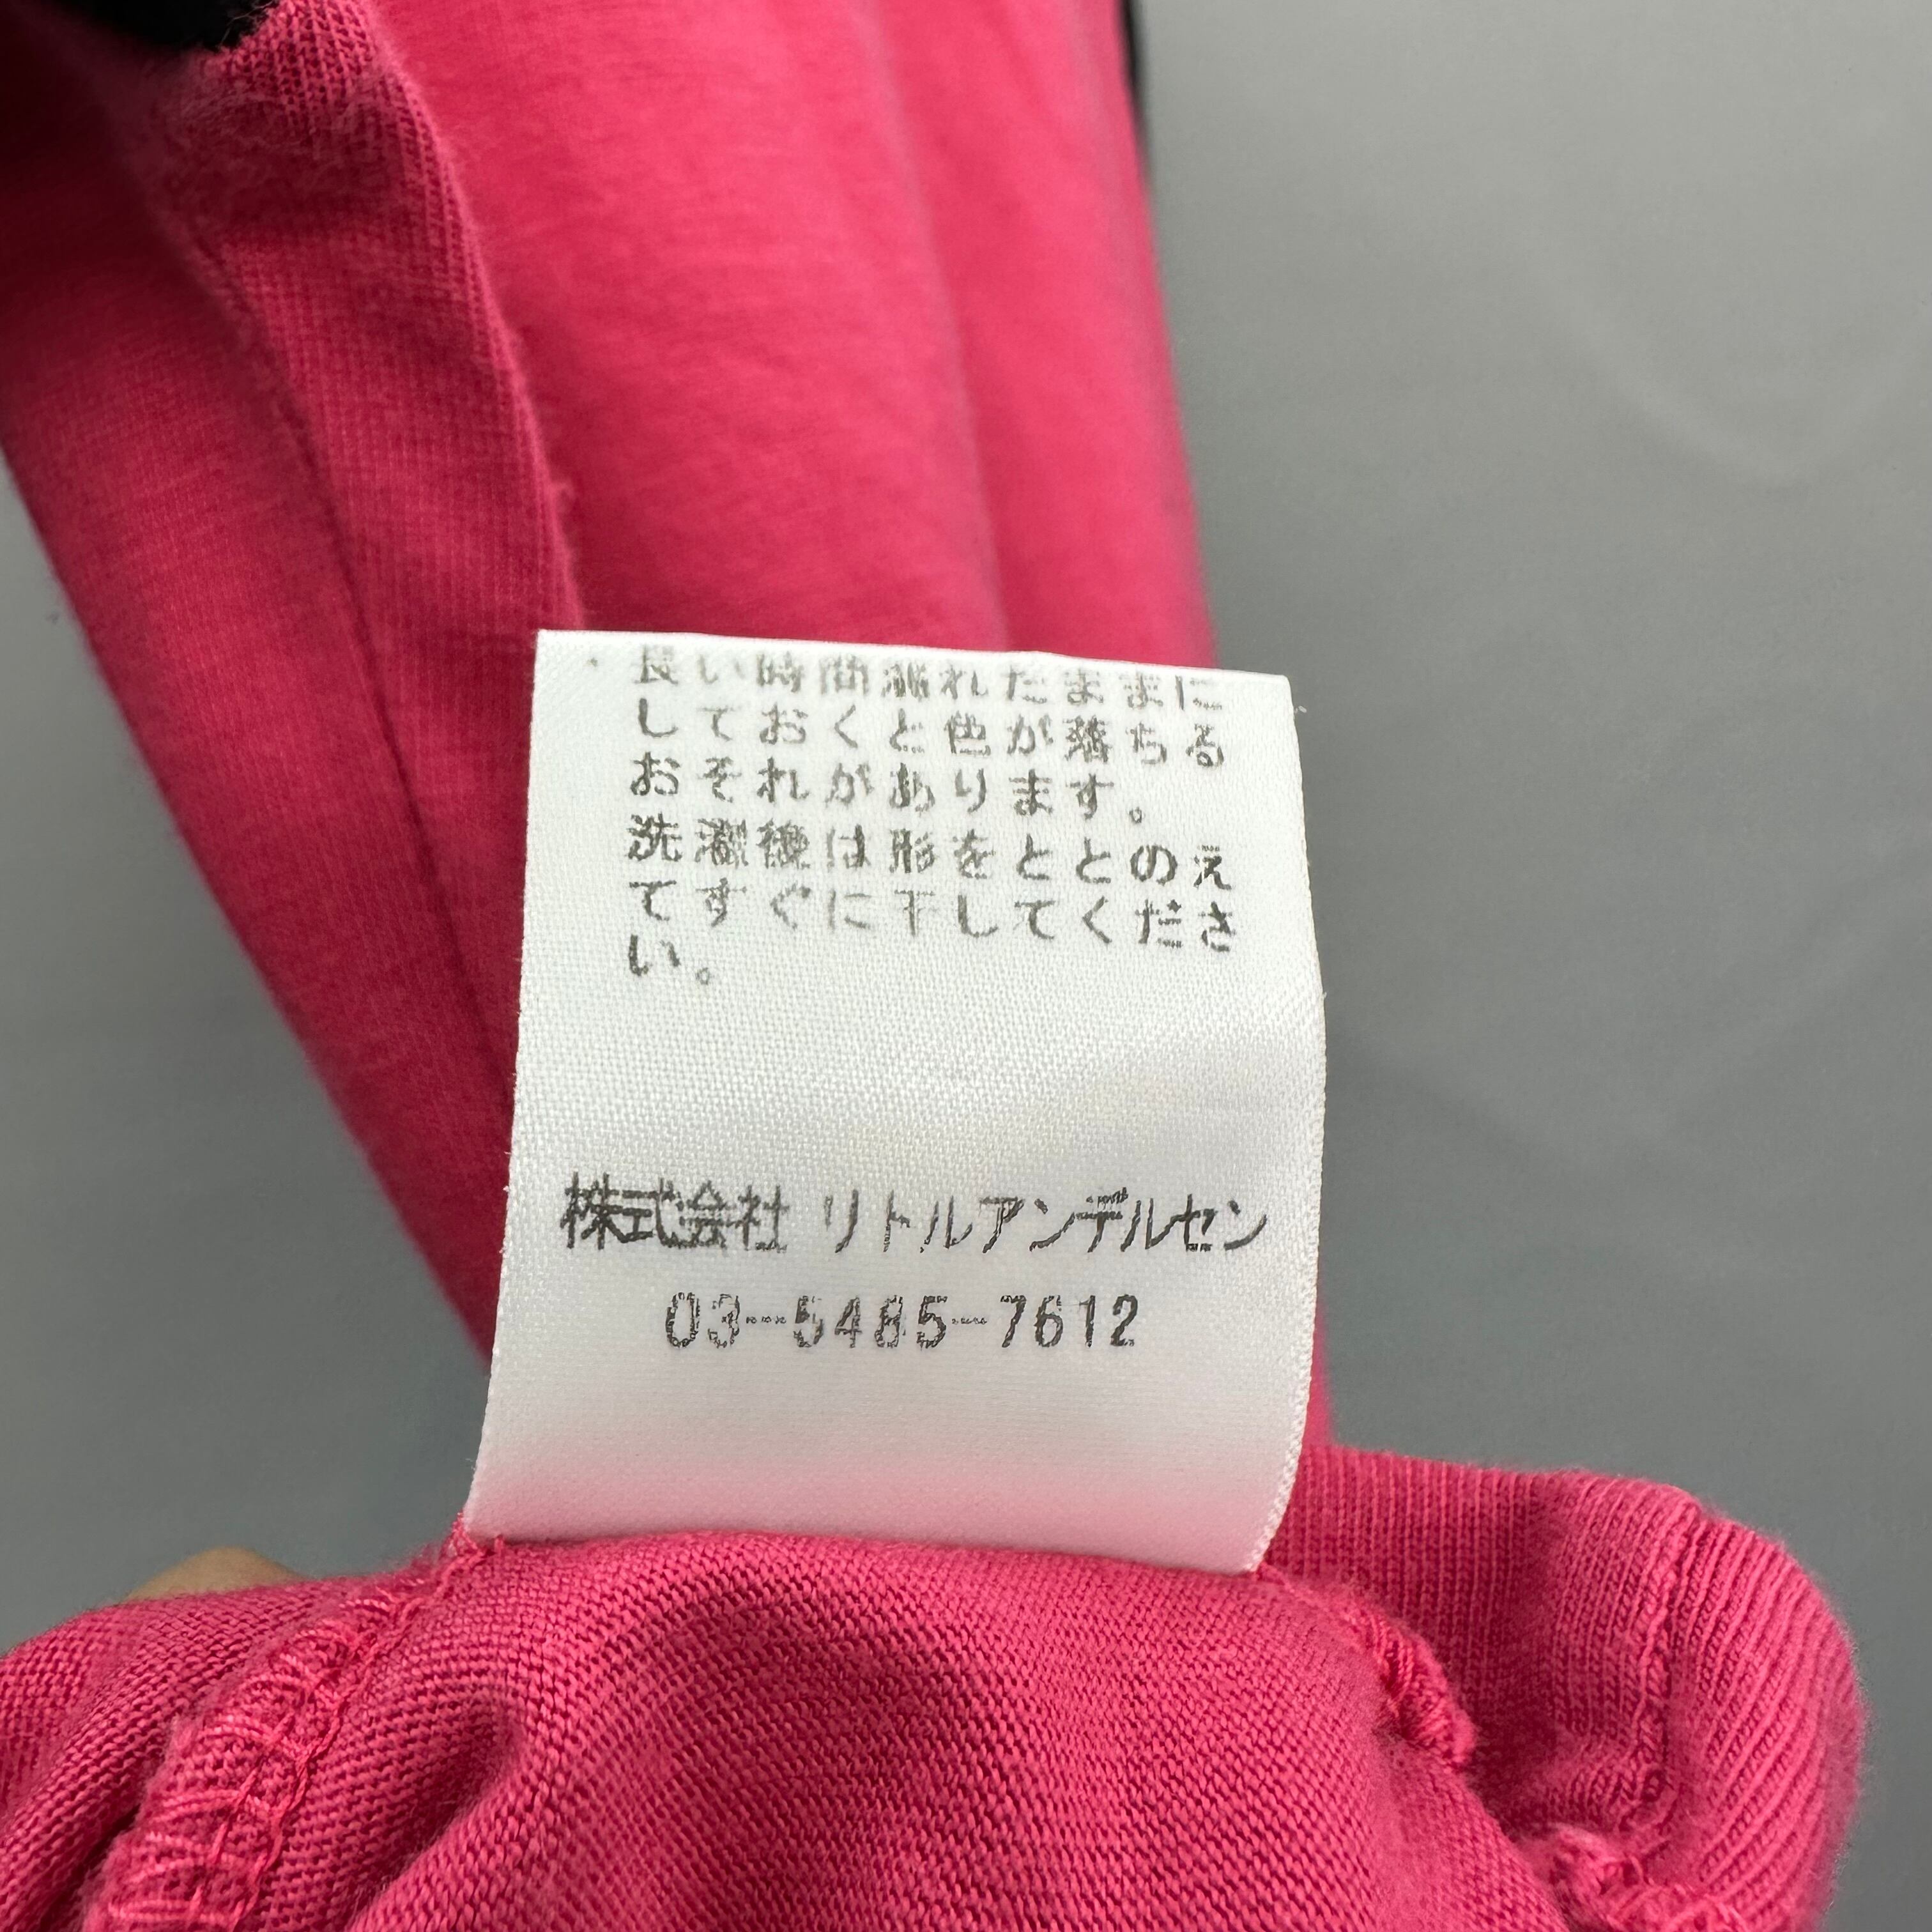 ・長い時間濡れたままに
しておくと色が落ちる
おそれがあります。
洗濯後は形をととのえ
てすぐに干してくださ
い。
株式会社 リトルアンデルセン
03-5485-7612